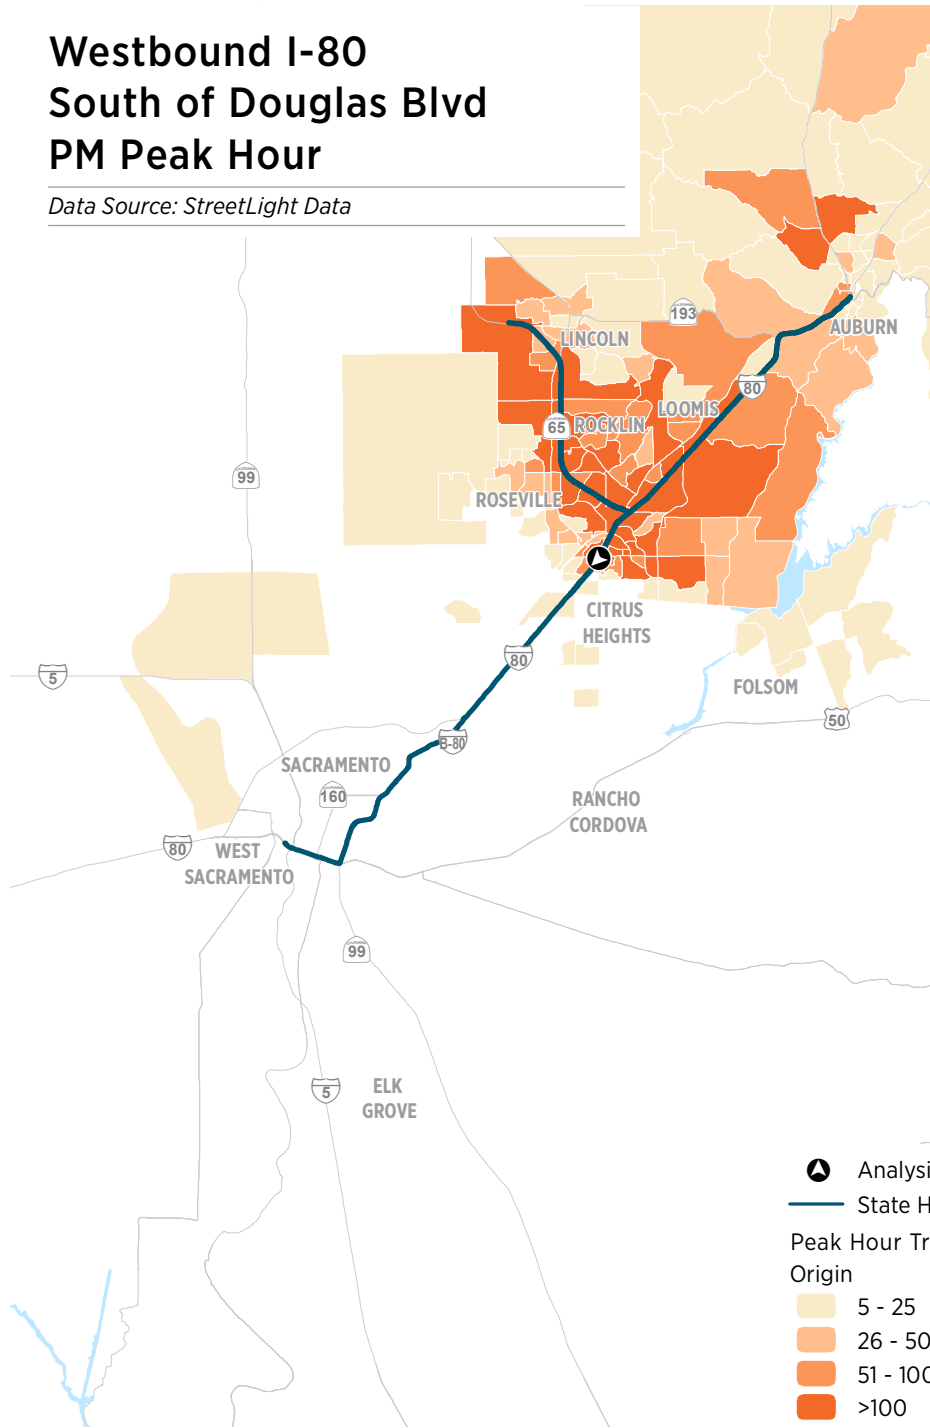 Westbound I-80
South of Douglas Blvd
PM Peak Hour
Data Source: StreetLight Data
193
AUBURN
LINCOLN
80
LOOMIS
65
ROCKLIN
99
ROSEVILLE
CITRUS
HEIGHTS
80
5
FOLSOM
50
B-80
SACRAMENTO
160
RANCHO
CORDOVA
80
WEST
SACRAMENTO
99
5
ELK
GROVE
Analysi
State H
Peak Hour Tr
Origin
5 - 25
26 - 50
51 - 100
>100